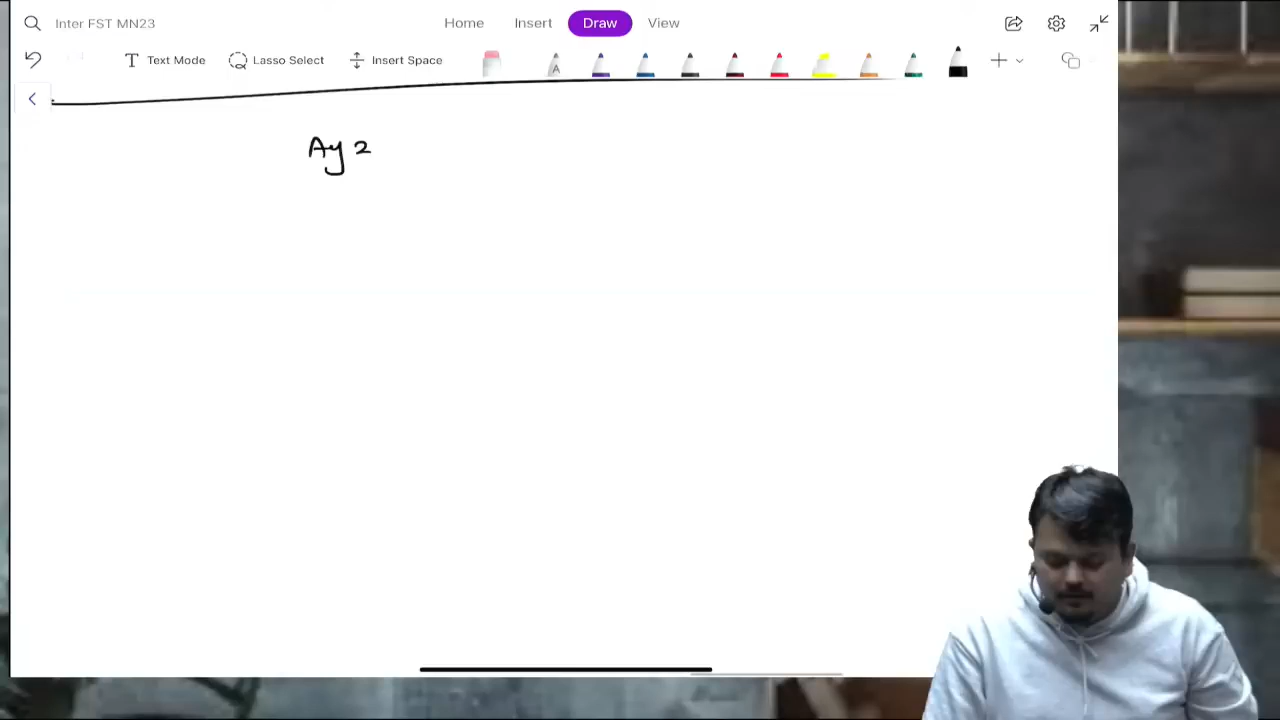 Inter FST MN23
Home Insert Draw View
Text Mode Lasso Select Insert Space
A
Ay 2